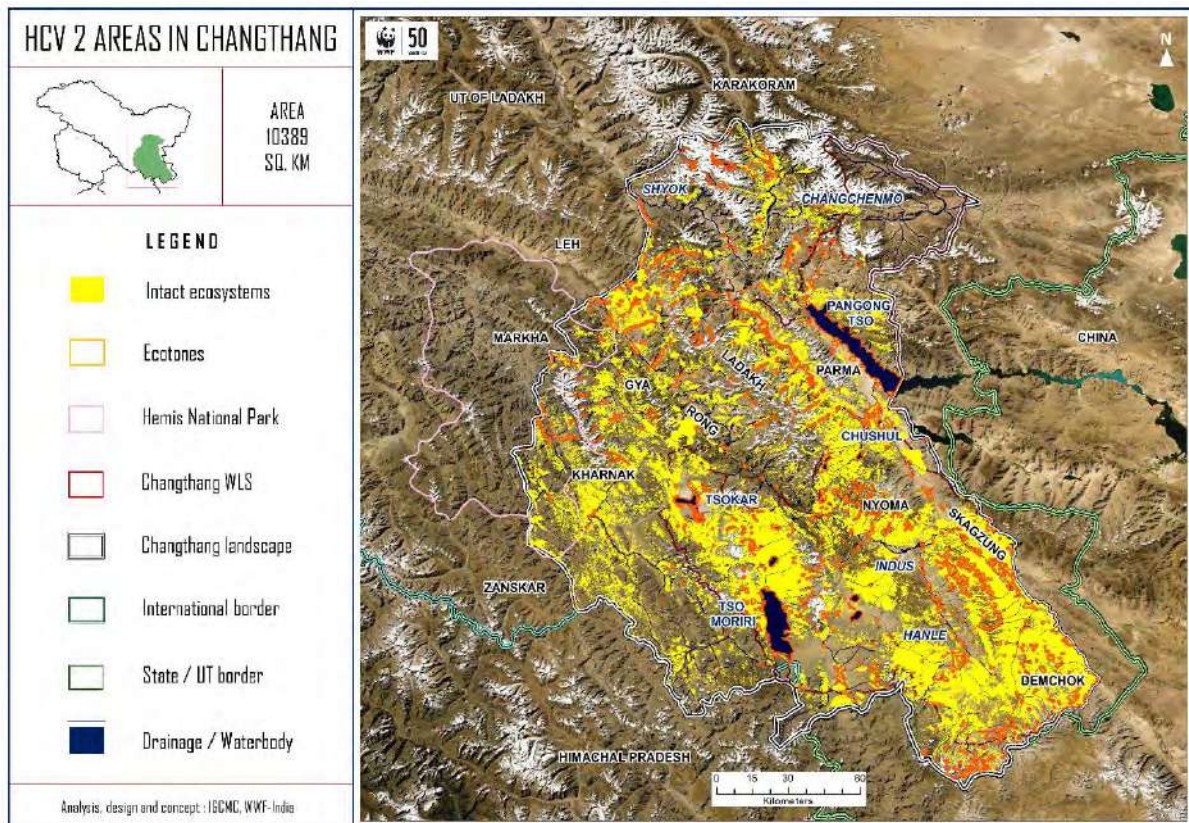 HCV 2 AREAS IN CHANGTHANG
AREA
10389
SQ. KM
LEGEND
Intact ecosystems
Ecotones
Hemis National Park
Changthang WLS
Changthang landscape
International border
State / UT border
Drainage / Waterbody
Analysis, design and concept : IGCMC, WWF-India
WWF
50
N
KARAKORAM
UT OF LADAKH
SHYOK
CHANGCHENMO
LEH
PANGONG
TSO
CHINA
MARKHA
PARMA
LADAKH
GYA
RONG
CHUSHUL
KHARNAK
TSOKAR
NYOMA
SKAGZUNG
INDUS
ZANSKAR
TSO
MORIRI
HANLE
DEMCHOK
HIMACHAL PRADESH
0 15 30 60
Kilometers